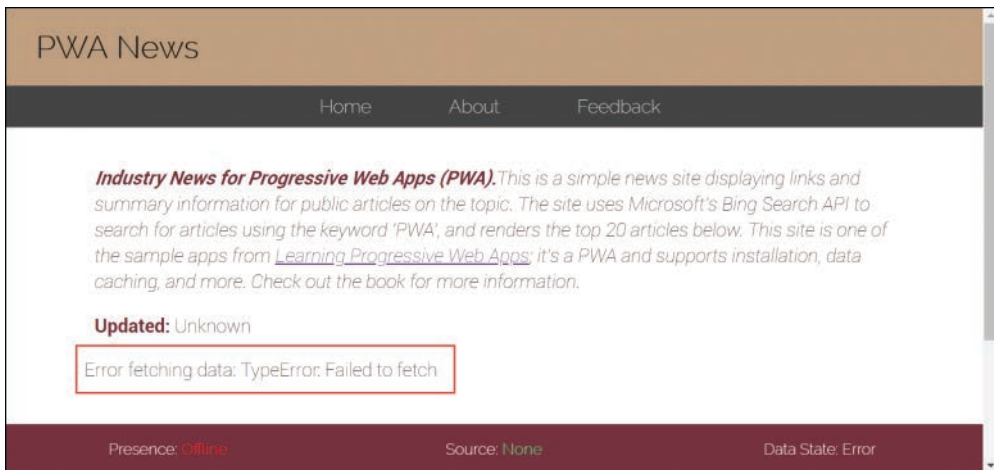 PWA News
Home About Feedback
Industry News for Progressive Web Apps (PWA).This is a simple news site displaying links and
summary information for public articles on the topic. The site uses Microsoft's Bing Search API to
search for articles using the keyword 'PWA', and renders the top 20 articles below. This site is one of
the sample apps from Learning Progressive Web Apps; it's a PWA and supports installation, data
caching, and more. Check out the book for more information.
Updated: Unknown
Error fetching data: TypeError: Failed to fetch
Presence: Offline Source: None Data State: Error